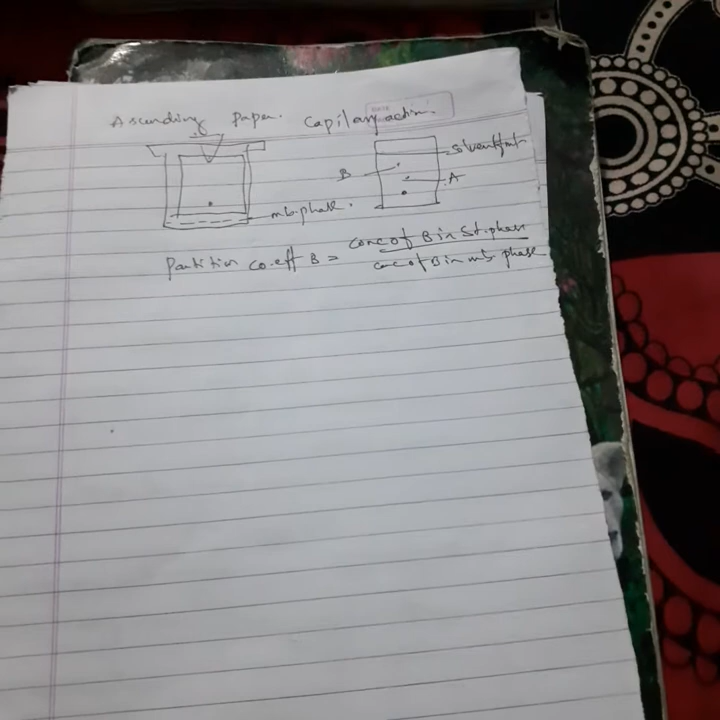 Ascending Paper. Capillary action.
B
solvent frnt
A
mb. phase.
Partition co.eff B = conc of B in St. phase
conc of B in mb. phase